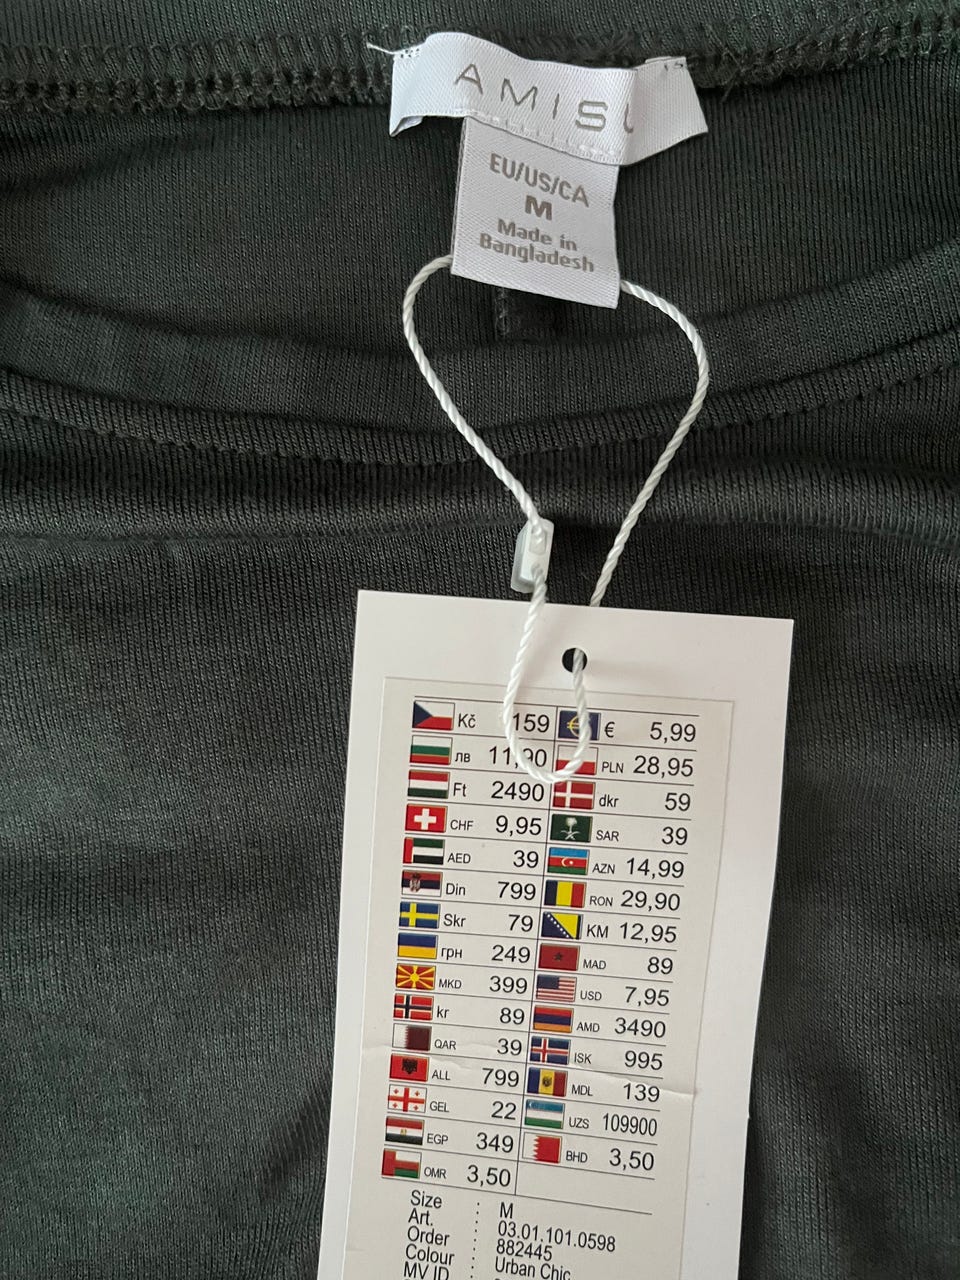 AMISU
EU/US/CA
M
Made in
Bangladesh
Kč 159 € 5,99
лв 11,90 PLN 28,95
Ft 2490 dkr 59
CHF 9,95 SAR 39
AED 39 AZN 14,99
Din 799 RON 29,90
Skr 79 KM 12,95
грн 249 MAD 89
MKD 399 USD 7,95
kr 89 AMD 3490
QAR 39 ISK 995
ALL 799 MDL 139
GEL 22 UZS 109900
EGP 349 BHD 3,50
OMR 3,50
Size : M
Art. : 03.01.101.0598
Order : 882445
Colour : Urban Chic
MV ID